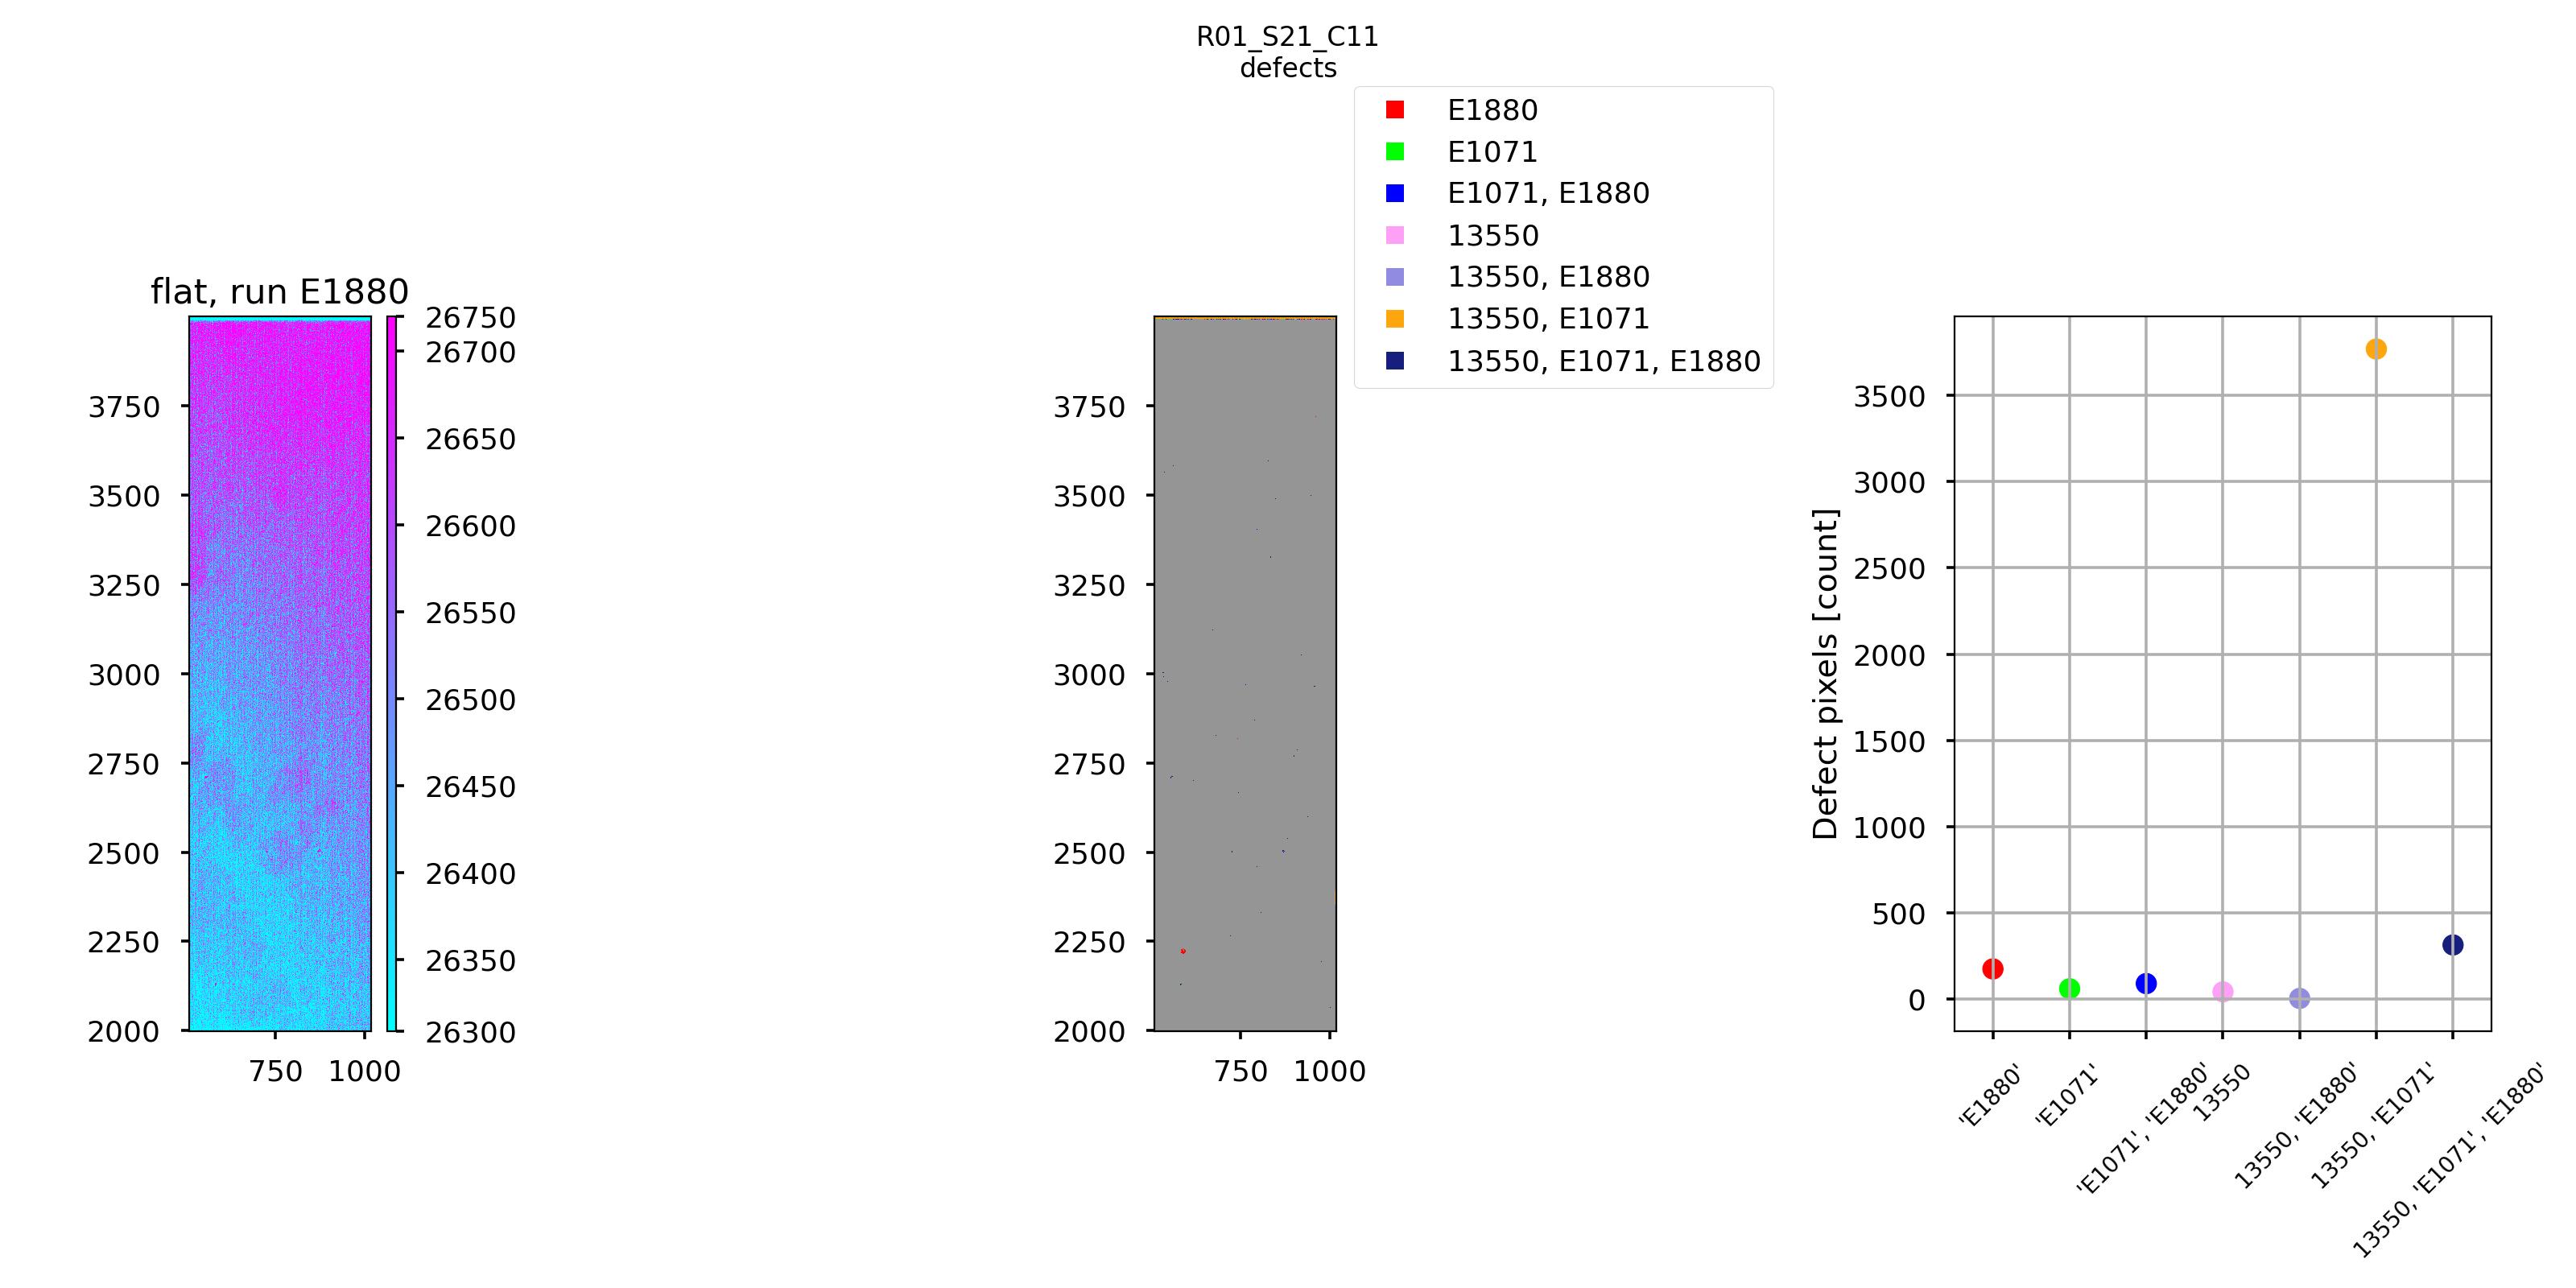 R01_S21_C11
defects
E1880
E1071
E1071, E1880
13550
13550, E1880
13550, E1071
13550, E1071, E1880
flat, run E1880
3750
3500
3250
3000
2750
2500
2250
2000
750 1000
26750
26700
26650
26600
26550
26500
26450
26400
26350
26300
3750
3500
3250
3000
2750
2500
2250
2000
750 1000
Defect pixels [count]
3500
3000
2500
2000
1500
1000
500
0
'E1880'
'E1071'
'E1071', 'E1880'
13550
13550, 'E1880'
13550, 'E1071'
13550, 'E1071', 'E1880'